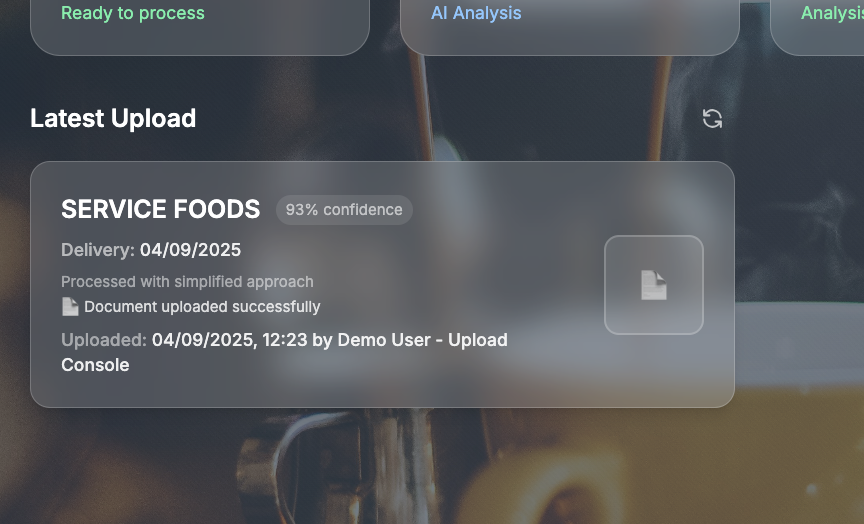 Ready to process
AI Analysis
Latest Upload
SERVICE FOODS
93% confidence
Delivery: 04/09/2025
Processed with simplified approach
Document uploaded successfully
Uploaded: 04/09/2025, 12:23 by Demo User - Upload
Console